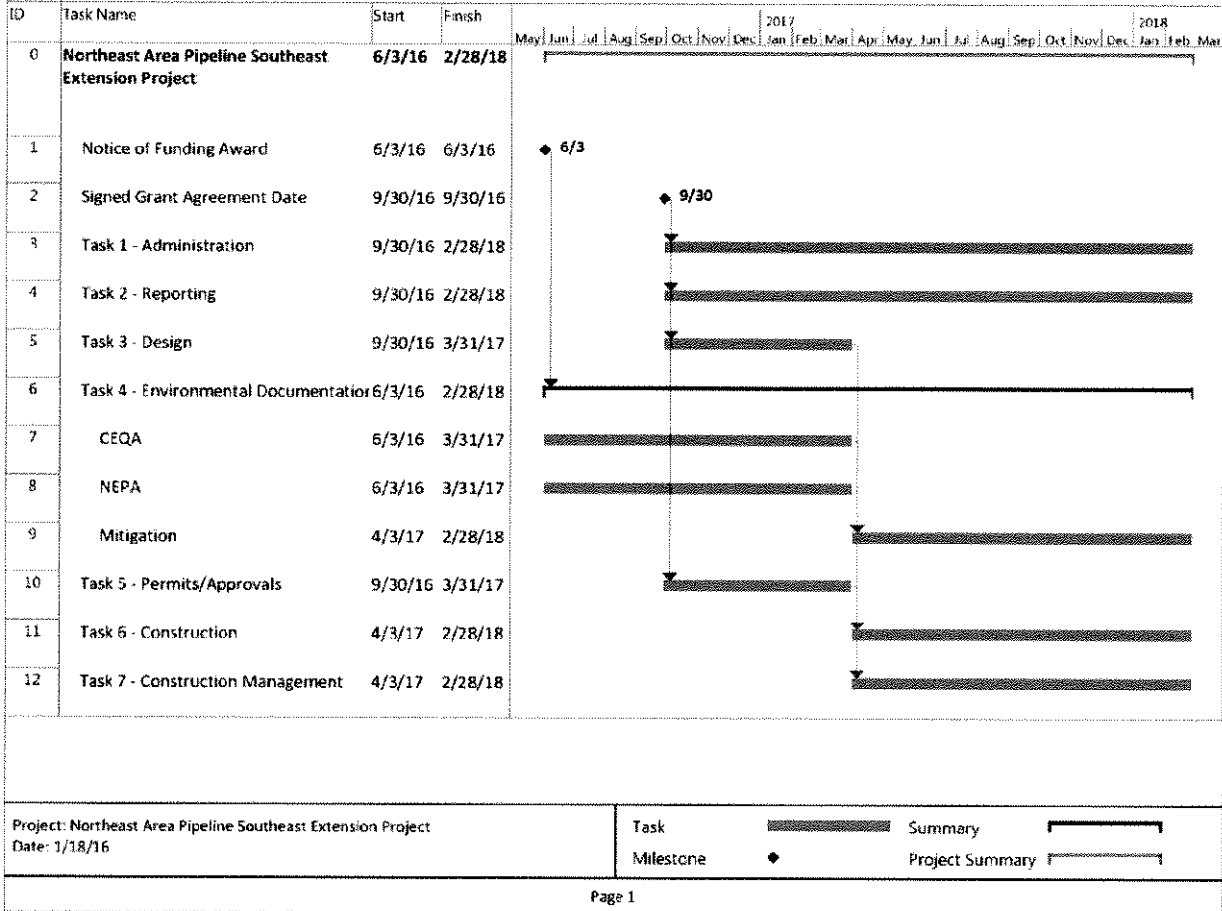 ID Task Name Start Finish 2017 2018
May Jun Jul Aug Sep Oct Nov Dec Jan Feb Mar Apr May Jun Jul Aug Sep Oct Nov Dec Jan Feb Mar
0 Northeast Area Pipeline Southeast 6/3/16 2/28/18
Extension Project
1 Notice of Funding Award 6/3/16 6/3/16 6/3
2 Signed Grant Agreement Date 9/30/16 9/30/16 9/30
3 Task 1 - Administration 9/30/16 2/28/18
4 Task 2 - Reporting 9/30/16 2/28/18
5 Task 3 - Design 9/30/16 3/31/17
6 Task 4 - Environmental Documentation 6/3/16 2/28/18
7 CEQA 6/3/16 3/31/17
8 NEPA 6/3/16 3/31/17
9 Mitigation 4/3/17 2/28/18
10 Task 5 - Permits/Approvals 9/30/16 3/31/17
11 Task 6 - Construction 4/3/17 2/28/18
12 Task 7 - Construction Management 4/3/17 2/28/18
Project: Northeast Area Pipeline Southeast Extension Project
Date: 1/18/16
Task Summary
Milestone Project Summary
Page 1